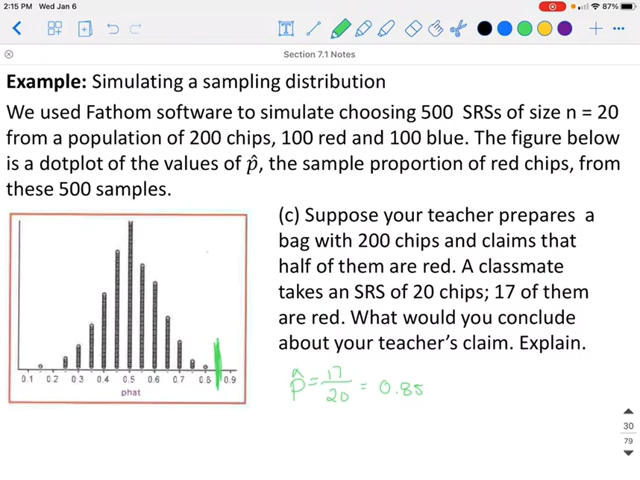 2:15 PM Wed Jan 6
87%
Section 7.1 Notes
Example: Simulating a sampling distribution
We used Fathom software to simulate choosing 500 SRSs of size n = 20
from a population of 200 chips, 100 red and 100 blue. The figure below
is a dotplot of the values of p̂, the sample proportion of red chips, from
these 500 samples.
(c) Suppose your teacher prepares a
bag with 200 chips and claims that
half of them are red. A classmate
takes an SRS of 20 chips; 17 of them
are red. What would you conclude
about your teacher's claim. Explain.
0.1 0.2 0.3 0.4 0.5 0.6 0.7 0.8 0.9
phat
p̂ = 17/20 = 0.85
30
79